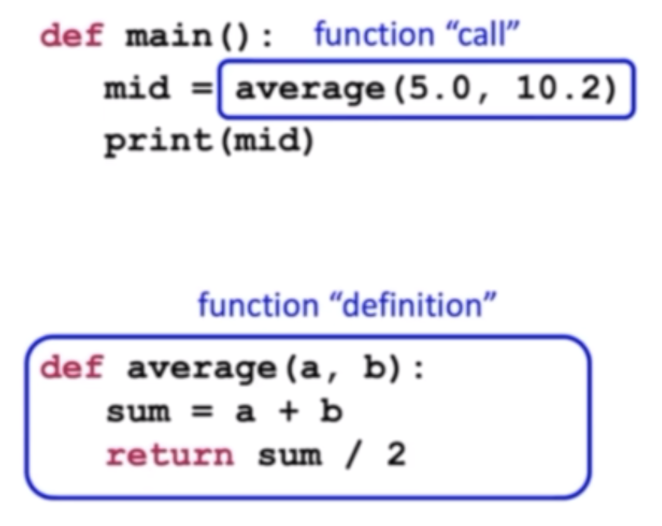 def main(): function “call”
mid = average(5.0, 10.2)
print(mid)
function “definition”
def average(a, b):
sum = a + b
return sum / 2